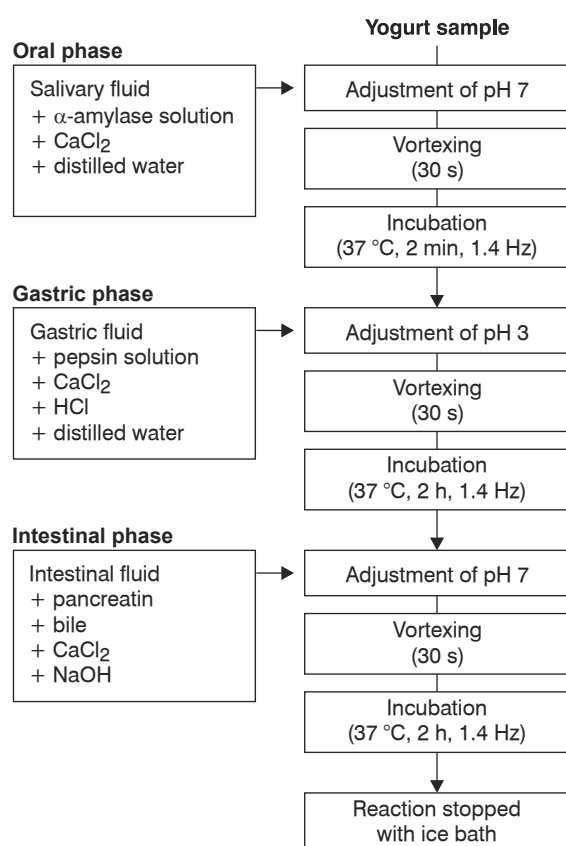 Yogurt sample
Oral phase
Salivary fluid
+ α-amylase solution
+ CaCl2
+ distilled water
Adjustment of pH 7
Vortexing
(30 s)
Incubation
(37 °C, 2 min, 1.4 Hz)
Gastric phase
Gastric fluid
+ pepsin solution
+ CaCl2
+ HCl
+ distilled water
Adjustment of pH 3
Vortexing
(30 s)
Incubation
(37 °C, 2 h, 1.4 Hz)
Intestinal phase
Intestinal fluid
+ pancreatin
+ bile
+ CaCl2
+ NaOH
Adjustment of pH 7
Vortexing
(30 s)
Incubation
(37 °C, 2 h, 1.4 Hz)
Reaction stopped
with ice bath